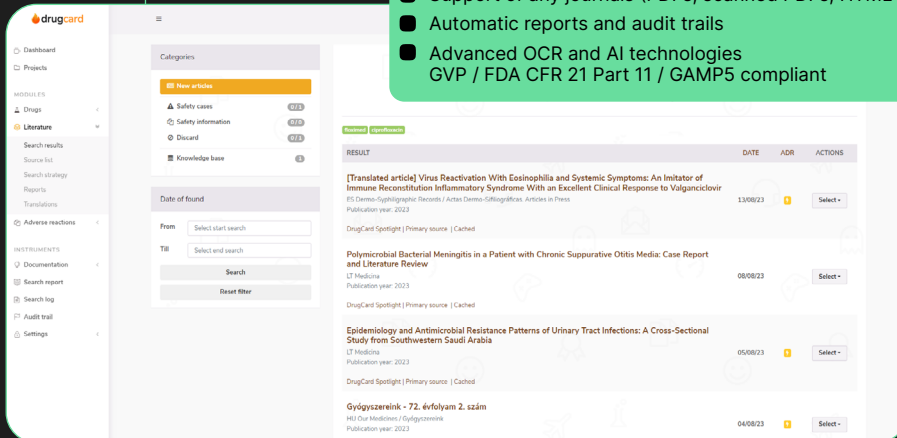 drugcard
Automatic reports and audit trails
Advanced OCR and AI technologies
GVP / FDA CFR 21 Part 11 / GAMP5 compliant
Dashboard
Projects
MODULES
Drugs
Literature
Search results
Source list
Search strategy
Reports
Translations
Adverse reactions
INSTRUMENTS
Documentation
Search report
Search log
Audit trail
Settings
Categories
New articles
Safety cases
Safety information
Discard
Knowledge base
Date of found
From Select start search
Till Select end search
Search
Reset filter
RESULT DATE ADR ACTIONS
[Translated article] Virus Reactivation With Eosinophilia and Systemic Symptoms: An Imitator of
Immune Reconstitution Inflammatory Syndrome With an Excellent Clinical Response to Valganciclovir
ES Dermo-Syphiligraphic Records / Actas Dermo-Sifiliográficas. Articles in Press
Publication year: 2023
DrugCard Spotlight | Primary source | Cached
13/08/23 Select
Polymicrobial Bacterial Meningitis in a Patient with Chronic Suppurative Otitis Media: Case Report
and Literature Review
LT Medicina
Publication year: 2023
DrugCard Spotlight | Primary source | Cached
08/08/23 Select
Epidemiology and Antimicrobial Resistance Patterns of Urinary Tract Infections: A Cross-Sectional
Study from Southwestern Saudi Arabia
LT Medicina
Publication year: 2023
DrugCard Spotlight | Primary source | Cached
05/08/23 Select
Gyógyszereink - 72. évfolyam 2. szám
HU Our Medicines / Gyógyszereink
Publication year: 2023
04/08/23 Select